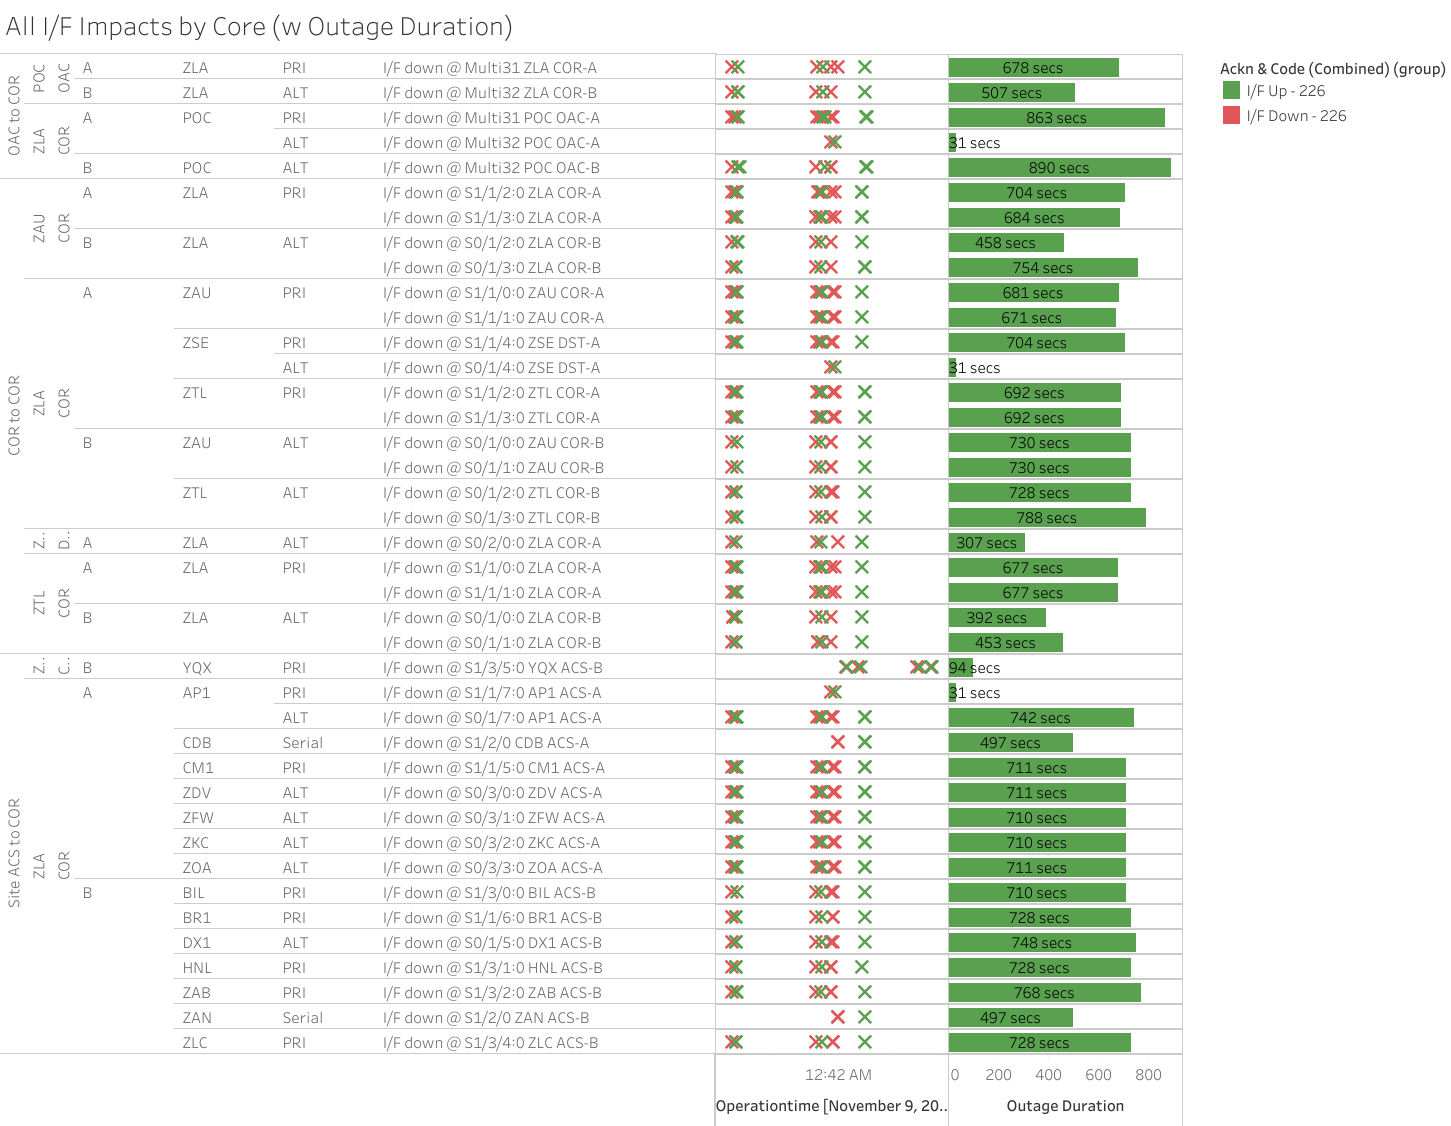 All I/F Impacts by Core (w Outage Duration)
Ackn & Code (Combined) (group)
I/F Up - 226
I/F Down - 226
OAC to COR
POC OAC
A ZLA PRI I/F down @ Multi31 ZLA COR-A 678 secs
B ZLA ALT I/F down @ Multi32 ZLA COR-B 507 secs
ZLA COR
A POC PRI I/F down @ Multi31 POC OAC-A 863 secs
ALT I/F down @ Multi32 POC OAC-A 31 secs
B POC ALT I/F down @ Multi32 POC OAC-B 890 secs
COR to COR
ZAU COR
A ZLA PRI I/F down @ S1/1/2:0 ZLA COR-A 704 secs
I/F down @ S1/1/3:0 ZLA COR-A 684 secs
B ZLA ALT I/F down @ S0/1/2:0 ZLA COR-B 458 secs
I/F down @ S0/1/3:0 ZLA COR-B 754 secs
ZLA COR
A ZAU PRI I/F down @ S1/1/0:0 ZAU COR-A 681 secs
I/F down @ S1/1/1:0 ZAU COR-A 671 secs
ZSE PRI I/F down @ S1/1/4:0 ZSE DST-A 704 secs
ALT I/F down @ S0/1/4:0 ZSE DST-A 31 secs
ZTL PRI I/F down @ S1/1/2:0 ZTL COR-A 692 secs
I/F down @ S1/1/3:0 ZTL COR-A 692 secs
B ZAU ALT I/F down @ S0/1/0:0 ZAU COR-B 730 secs
I/F down @ S0/1/1:0 ZAU COR-B 730 secs
ZTL ALT I/F down @ S0/1/2:0 ZTL COR-B 728 secs
I/F down @ S0/1/3:0 ZTL COR-B 788 secs
Z.. D..
A ZLA ALT I/F down @ S0/2/0:0 ZLA COR-A 307 secs
ZTL COR
A ZLA PRI I/F down @ S1/1/0:0 ZLA COR-A 677 secs
I/F down @ S1/1/1:0 ZLA COR-A 677 secs
B ZLA ALT I/F down @ S0/1/0:0 ZLA COR-B 392 secs
I/F down @ S0/1/1:0 ZLA COR-B 453 secs
Site ACS to COR
Z.. C..
B YQX PRI I/F down @ S1/3/5:0 YQX ACS-B 94 secs
ZLA COR
A AP1 PRI I/F down @ S1/1/7:0 AP1 ACS-A 31 secs
ALT I/F down @ S0/1/7:0 AP1 ACS-A 742 secs
CDB Serial I/F down @ S1/2/0 CDB ACS-A 497 secs
CM1 PRI I/F down @ S1/1/5:0 CM1 ACS-A 711 secs
ZDV ALT I/F down @ S0/3/0:0 ZDV ACS-A 711 secs
ZFW ALT I/F down @ S0/3/1:0 ZFW ACS-A 710 secs
ZKC ALT I/F down @ S0/3/2:0 ZKC ACS-A 710 secs
ZOA ALT I/F down @ S0/3/3:0 ZOA ACS-A 711 secs
B BIL PRI I/F down @ S1/3/0:0 BIL ACS-B 710 secs
BR1 PRI I/F down @ S1/1/6:0 BR1 ACS-B 728 secs
DX1 ALT I/F down @ S0/1/5:0 DX1 ACS-B 748 secs
HNL PRI I/F down @ S1/3/1:0 HNL ACS-B 728 secs
ZAB PRI I/F down @ S1/3/2:0 ZAB ACS-B 768 secs
ZAN Serial I/F down @ S1/2/0 ZAN ACS-B 497 secs
ZLC PRI I/F down @ S1/3/4:0 ZLC ACS-B 728 secs
12:42 AM 0 200 400 600 800
Operationtime [November 9, 20.. Outage Duration